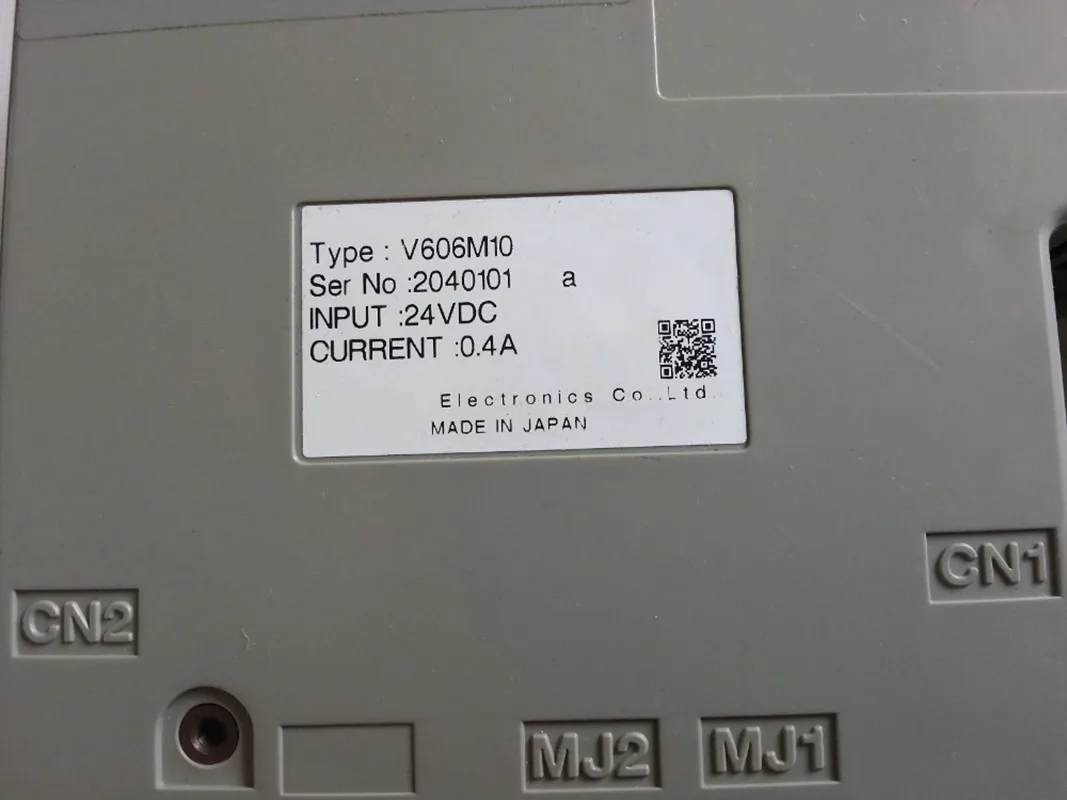 Type : V606M10
Ser No :2040101 a
INPUT :24VDC
CURRENT :0.4A
Electronics Co.,Ltd.
MADE IN JAPAN
CN1
CN2
MJ2 MJ1